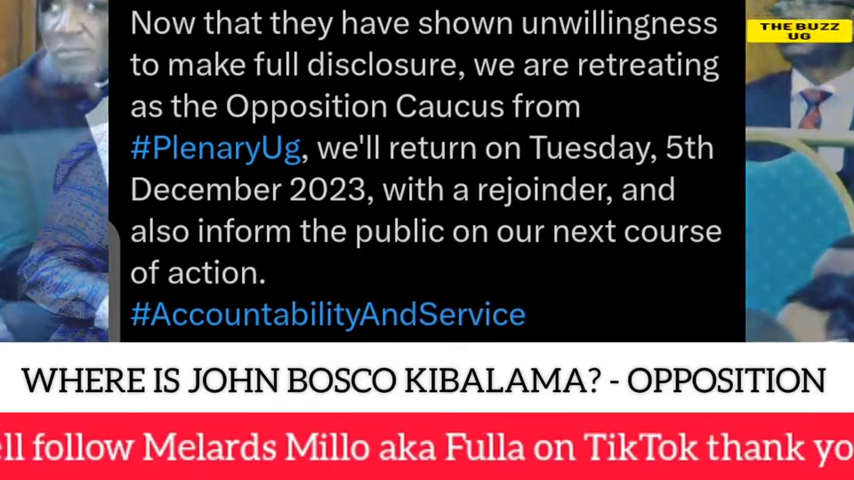 Now that they have shown unwillingness
to make full disclosure, we are retreating
as the Opposition Caucus from
#PlenaryUg, we'll return on Tuesday, 5th
December 2023, with a rejoinder, and
also inform the public on our next course
of action.
#AccountabilityAndService
THE BUZZ
UG
WHERE IS JOHN BOSCO KIBALAMA? - OPPOSITION
ll follow Melards Millo aka Fulla on TikTok thank yo